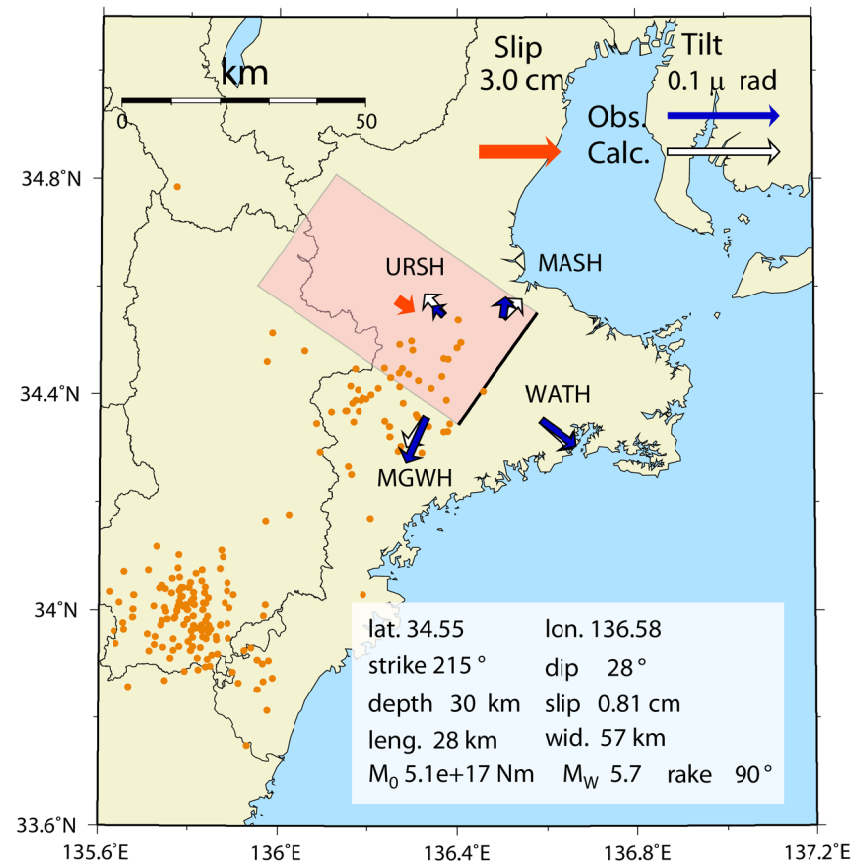 Slip Tilt
km 3.0 cm 0.1 μ rad
0 50 Obs.
Calc.
34.8°N
URSH MASH
34.4°N WATH
MGWH
34°N
lat. 34.55 lon. 136.58
strike 215° dip 28°
depth 30 km slip 0.81 cm
leng. 28 km wid. 57 km
M0 5.1e+17 Nm MW 5.7 rake 90°
33.6°N
135.6°E 136°E 136.4°E 136.8°E 137.2°E